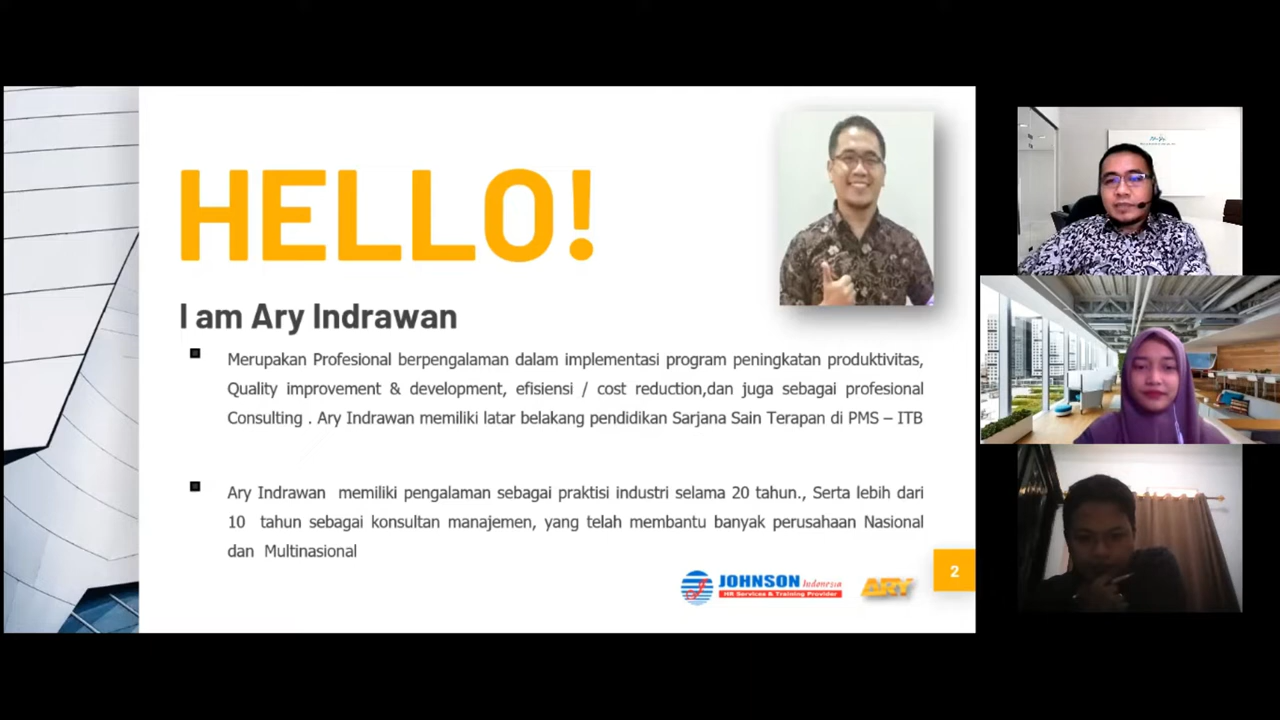 HELLO!
I am Ary Indrawan
Merupakan Profesional berpengalaman dalam implementasi program peningkatan produktivitas,
Quality improvement & development, efisiensi / cost reduction,dan juga sebagai profesional
Consulting . Ary Indrawan memiliki latar belakang pendidikan Sarjana Sain Terapan di PMS – ITB
Ary Indrawan memiliki pengalaman sebagai praktisi industri selama 20 tahun., Serta lebih dari
10 tahun sebagai konsultan manajemen, yang telah membantu banyak perusahaan Nasional
dan Multinasional
JOHNSON Indonesia
HR Services & Training Provider
ARY
2